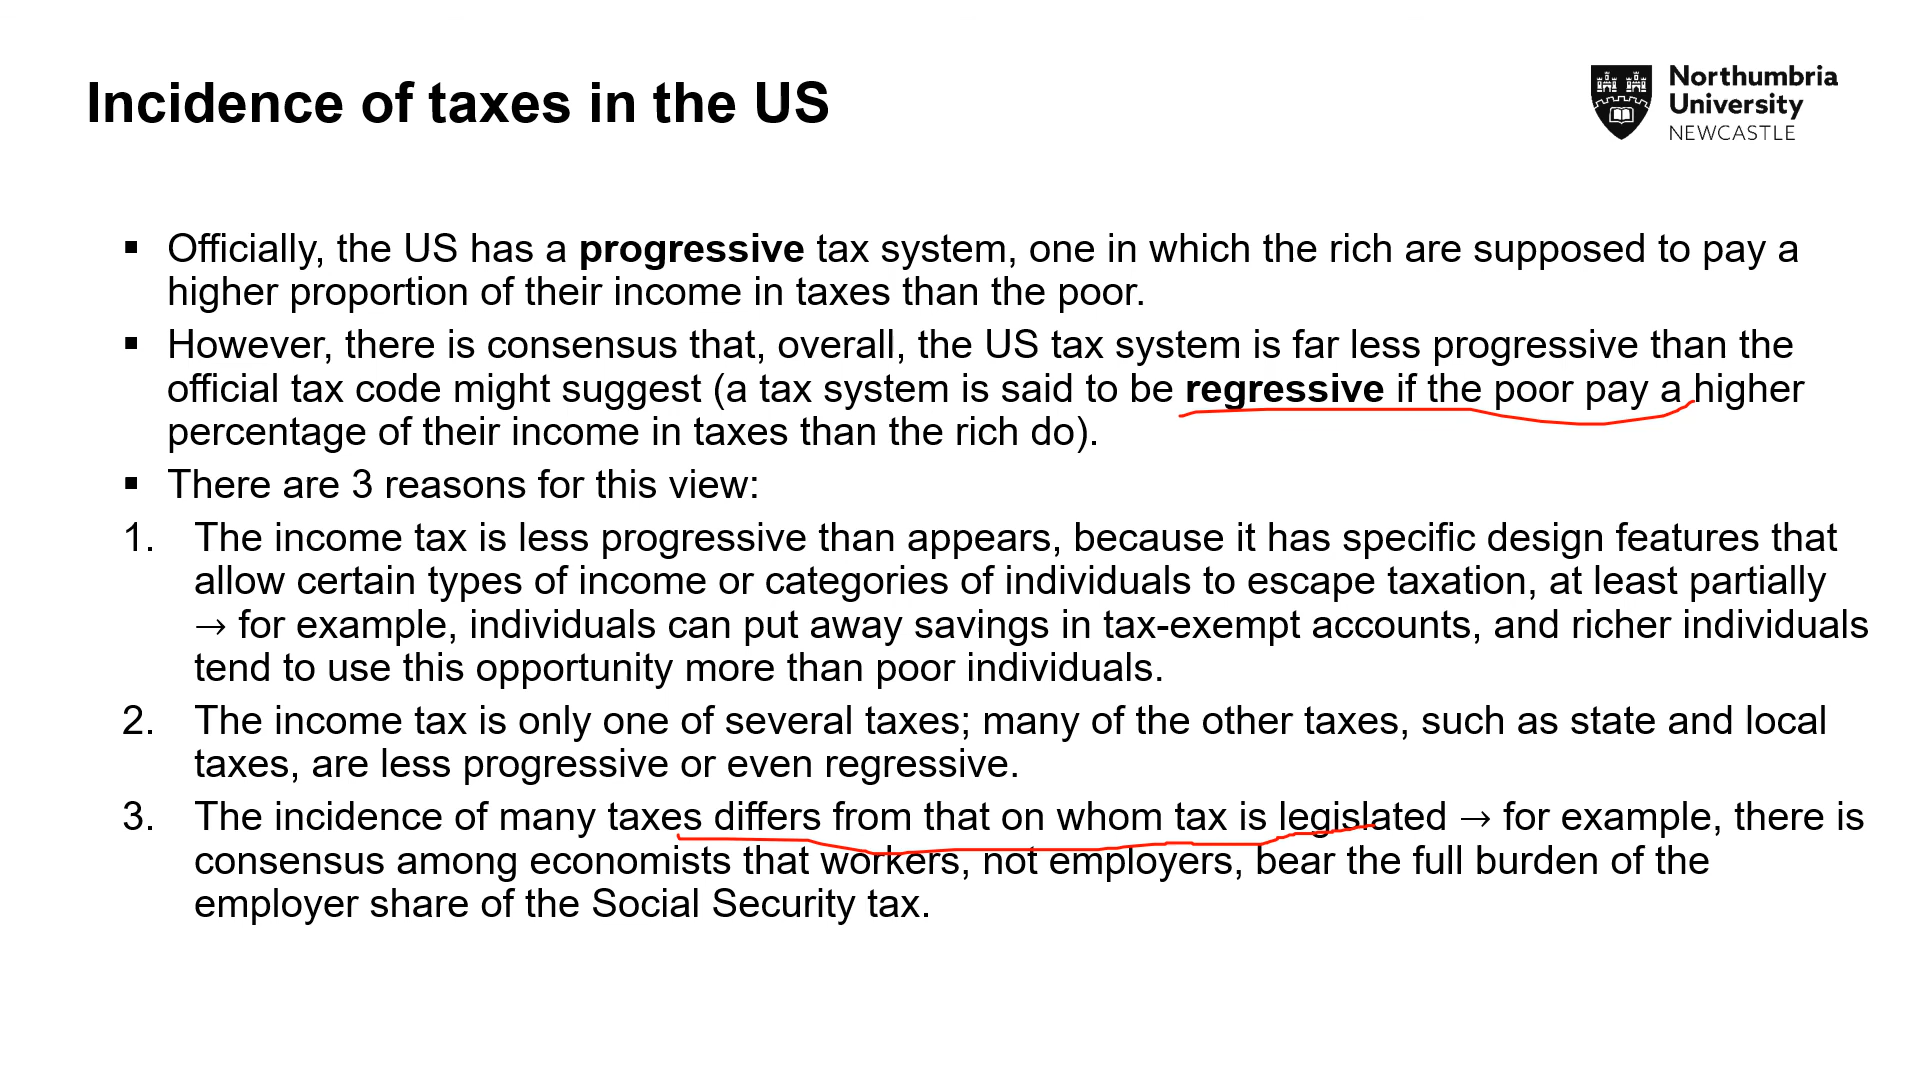 Incidence of taxes in the US
Northumbria
University
NEWCASTLE
▪ Officially, the US has a progressive tax system, one in which the rich are supposed to pay a
higher proportion of their income in taxes than the poor.
▪ However, there is consensus that, overall, the US tax system is far less progressive than the
official tax code might suggest (a tax system is said to be regressive if the poor pay a higher
percentage of their income in taxes than the rich do).
▪ There are 3 reasons for this view:
1. The income tax is less progressive than appears, because it has specific design features that
allow certain types of income or categories of individuals to escape taxation, at least partially
→ for example, individuals can put away savings in tax-exempt accounts, and richer individuals
tend to use this opportunity more than poor individuals.
2. The income tax is only one of several taxes; many of the other taxes, such as state and local
taxes, are less progressive or even regressive.
3. The incidence of many taxes differs from that on whom tax is legislated → for example, there is
consensus among economists that workers, not employers, bear the full burden of the
employer share of the Social Security tax.